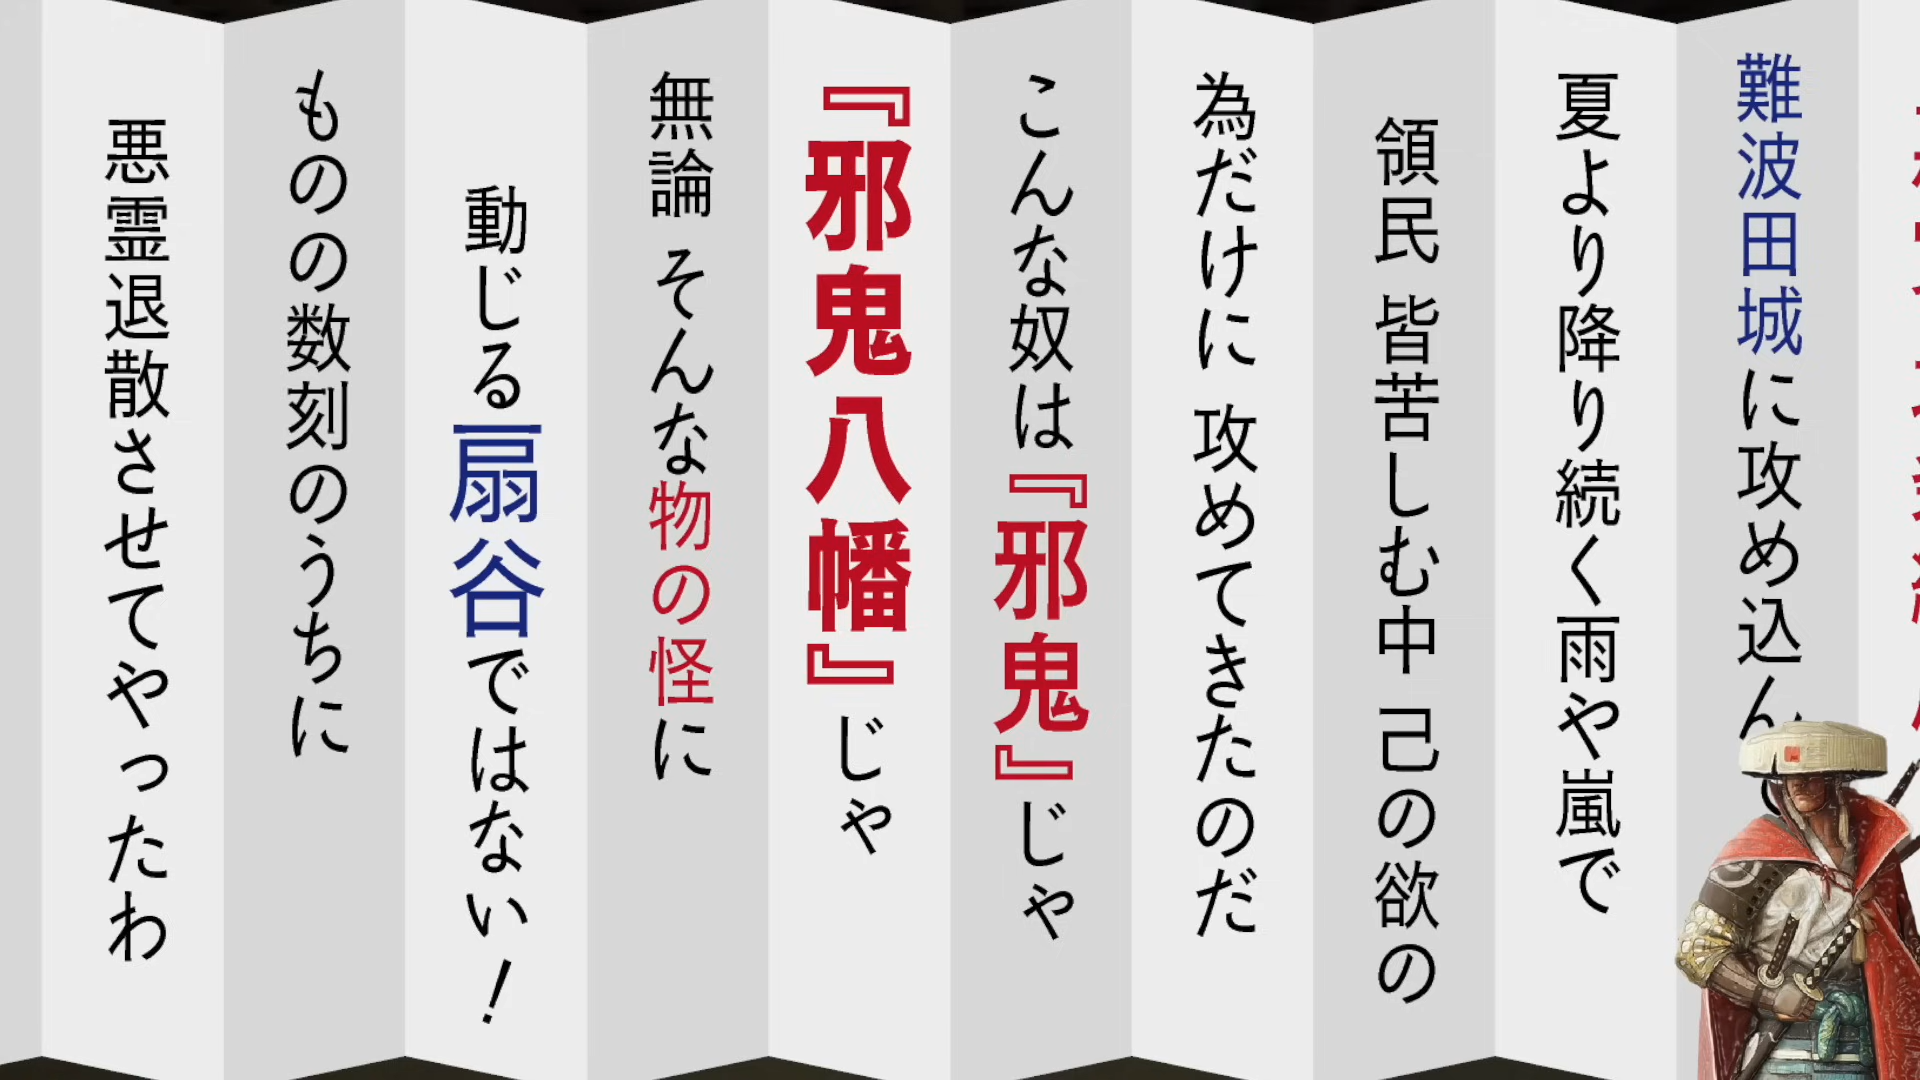 難波田城に攻め込ん
夏より降り続く雨や嵐で
領民 皆苦しむ中 己の欲の
為だけに 攻めてきたのだ
こんな奴は『邪鬼』じゃ
『邪鬼八幡』じゃ
無論 そんな物の怪に
動じる扇谷ではない！
ものの数刻のうちに
悪霊退散させてやったわ